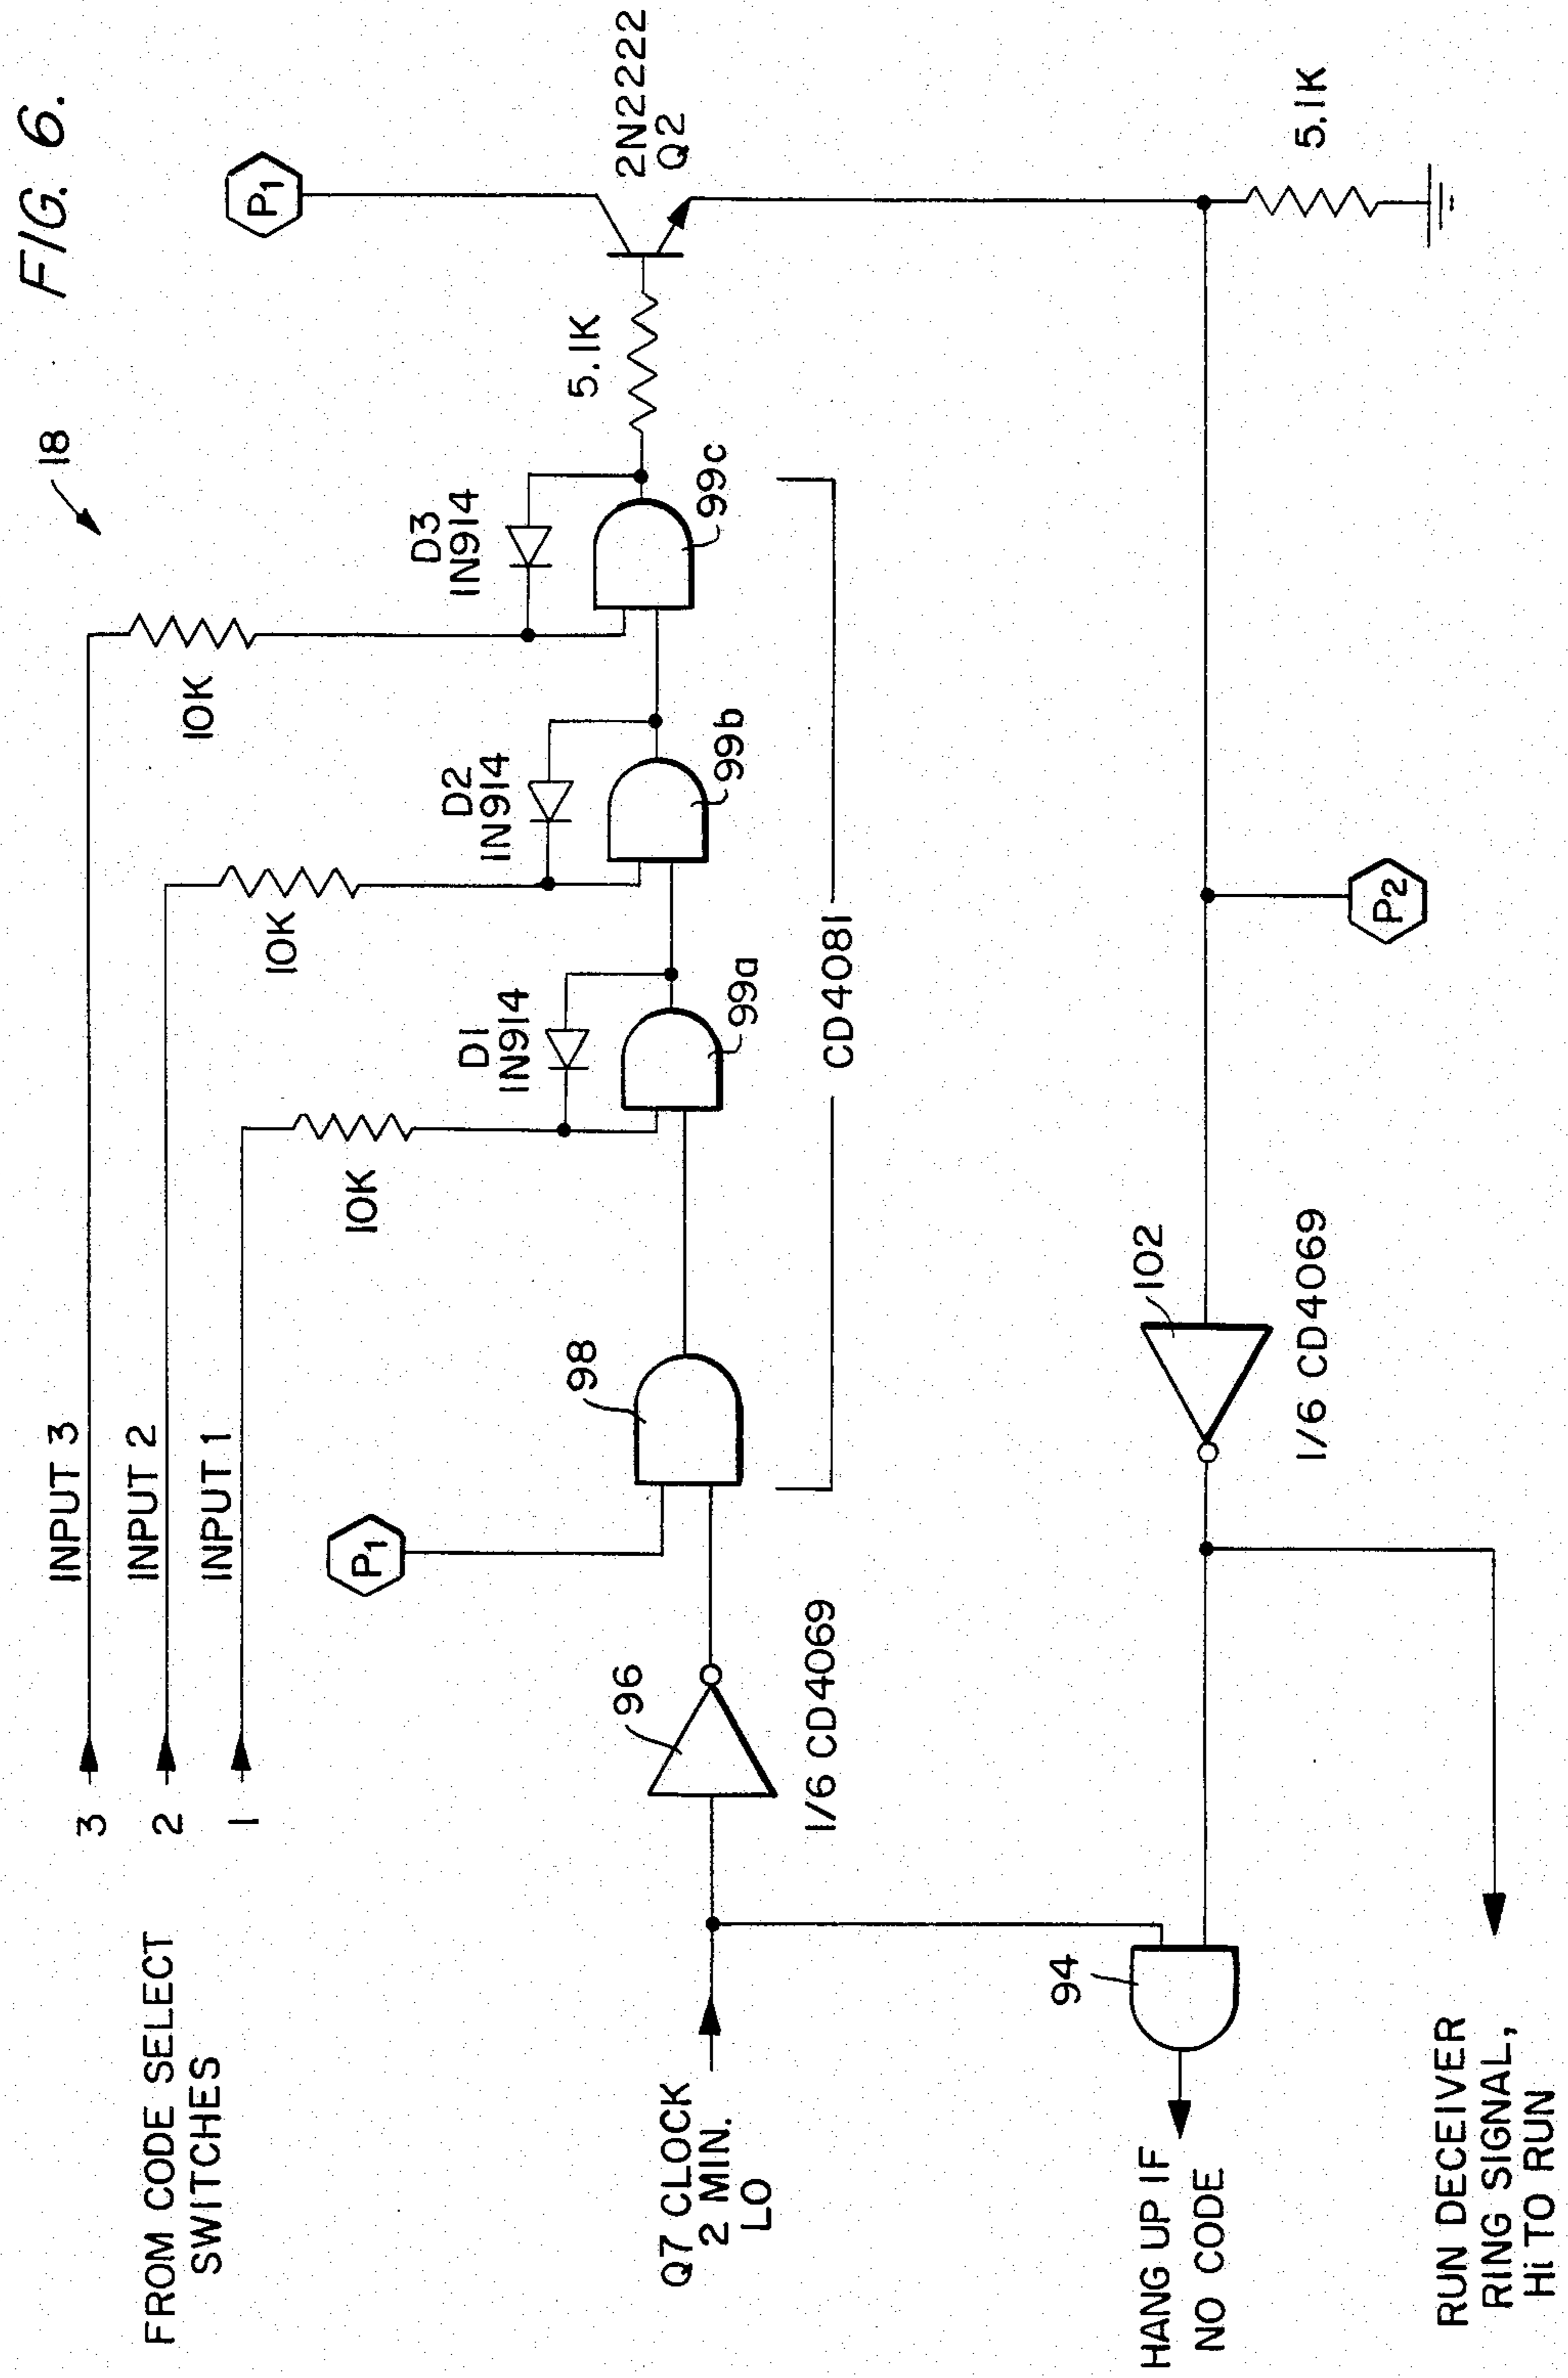 FIG. 6.
18
FROM CODE SELECT
SWITCHES
3
2
1
INPUT 3
INPUT 2
INPUT 1
10K
10K
10K
P1
P1
D1
1N914
D2
1N914
D3
1N914
5.1K
2N2222
Q2
Q7 CLOCK
2 MIN.
LO
96
1/6 CD4069
98
99a
99b
99c
CD4081
HANG UP IF
NO CODE
94
102
1/6 CD4069
P2
5.1K
RUN DECEIVER
RING SIGNAL,
Hi TO RUN